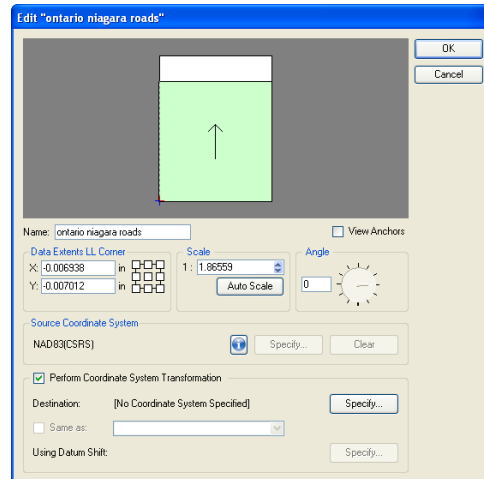 Edit "ontario niagara roads"
OK
Cancel
Name: ontario niagara roads
View Anchors
Data Extents LL Corner
Scale
Angle
X: -0.006938 in
1 : 1.86559
Y: -0.007012 in
Auto Scale
0
Source Coordinate System
NAD83(CSRS)
Specify...
Clear
Perform Coordinate System Transformation
Destination: [No Coordinate System Specified]
Specify...
Same as:
Using Datum Shift:
Specify...